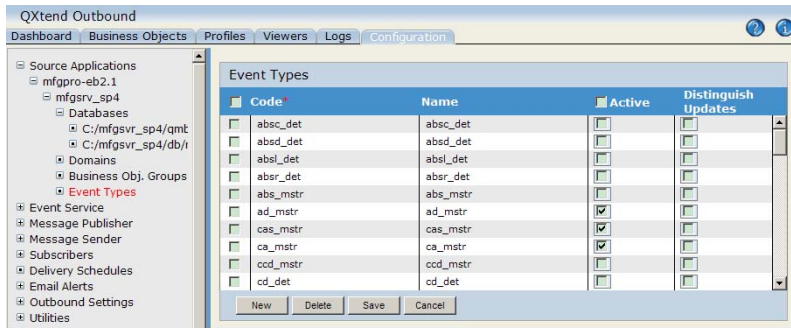 QXtend Outbound
Dashboard Business Objects Profiles Viewers Logs Configuration
Source Applications
mfgpro-eb2.1
mfgsrv_sp4
Databases
C:/mfgsvr_sp4/qmb
C:/mfgsvr_sp4/db/
Domains
Business Obj. Groups
Event Types
Event Service
Message Publisher
Message Sender
Subscribers
Delivery Schedules
Email Alerts
Outbound Settings
Utilities
Event Types
Code* Name Active Distinguish Updates
absc_det absc_det
absd_det absd_det
absl_det absl_det
absr_det absr_det
abs_mstr abs_mstr
ad_mstr ad_mstr
cas_mstr cas_mstr
ca_mstr ca_mstr
ccd_mstr ccd_mstr
cd_det cd_det
New Delete Save Cancel